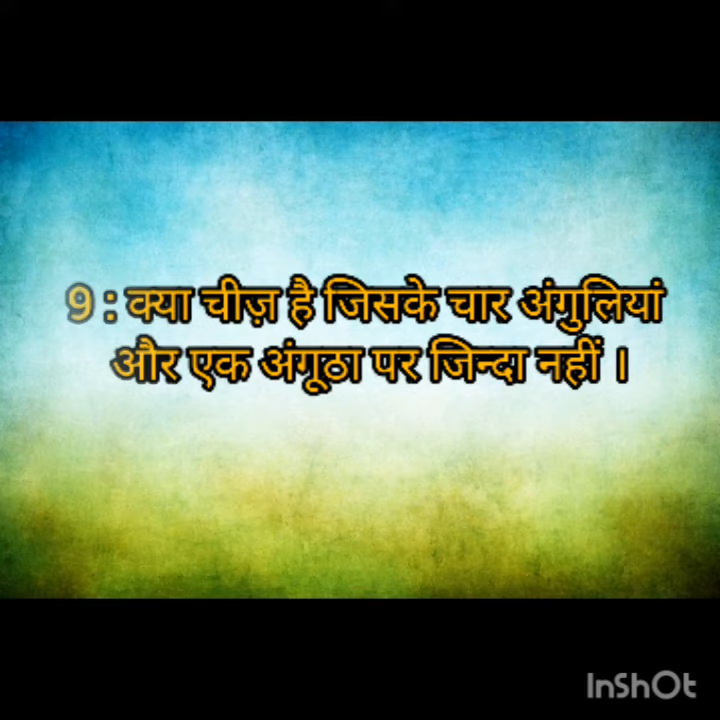 9 : क्या चीज़ है जिसके चार अंगुलियां
और एक अंगूठा पर जिन्दा नहीं ।
InShOt